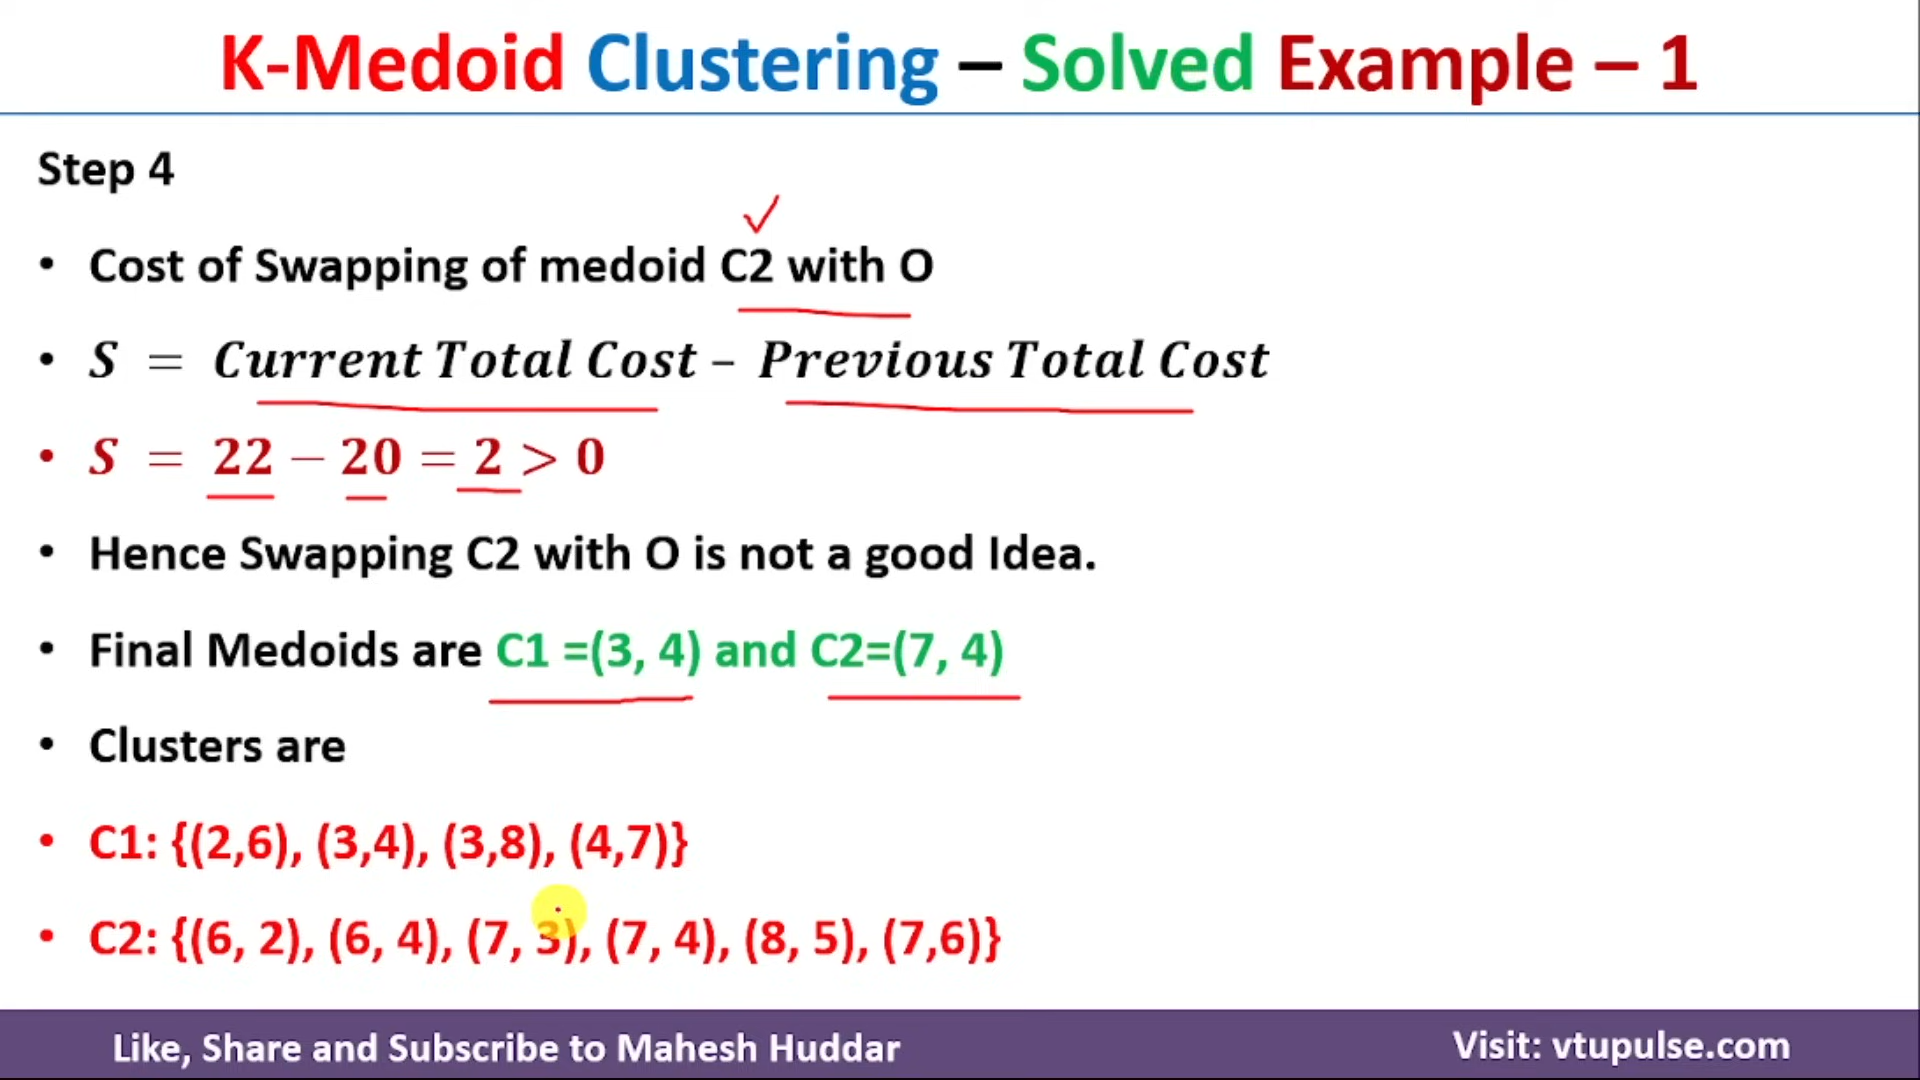 K-Medoid Clustering – Solved Example – 1
Step 4
• Cost of Swapping of medoid C2 with O
• S = Current Total Cost – Previous Total Cost
• S = 22 − 20 = 2 > 0
• Hence Swapping C2 with O is not a good Idea.
• Final Medoids are C1 =(3, 4) and C2=(7, 4)
• Clusters are
• C1: {(2,6), (3,4), (3,8), (4,7)}
• C2: {(6, 2), (6, 4), (7, 3), (7, 4), (8, 5), (7,6)}
Like, Share and Subscribe to Mahesh Huddar
Visit: vtupulse.com